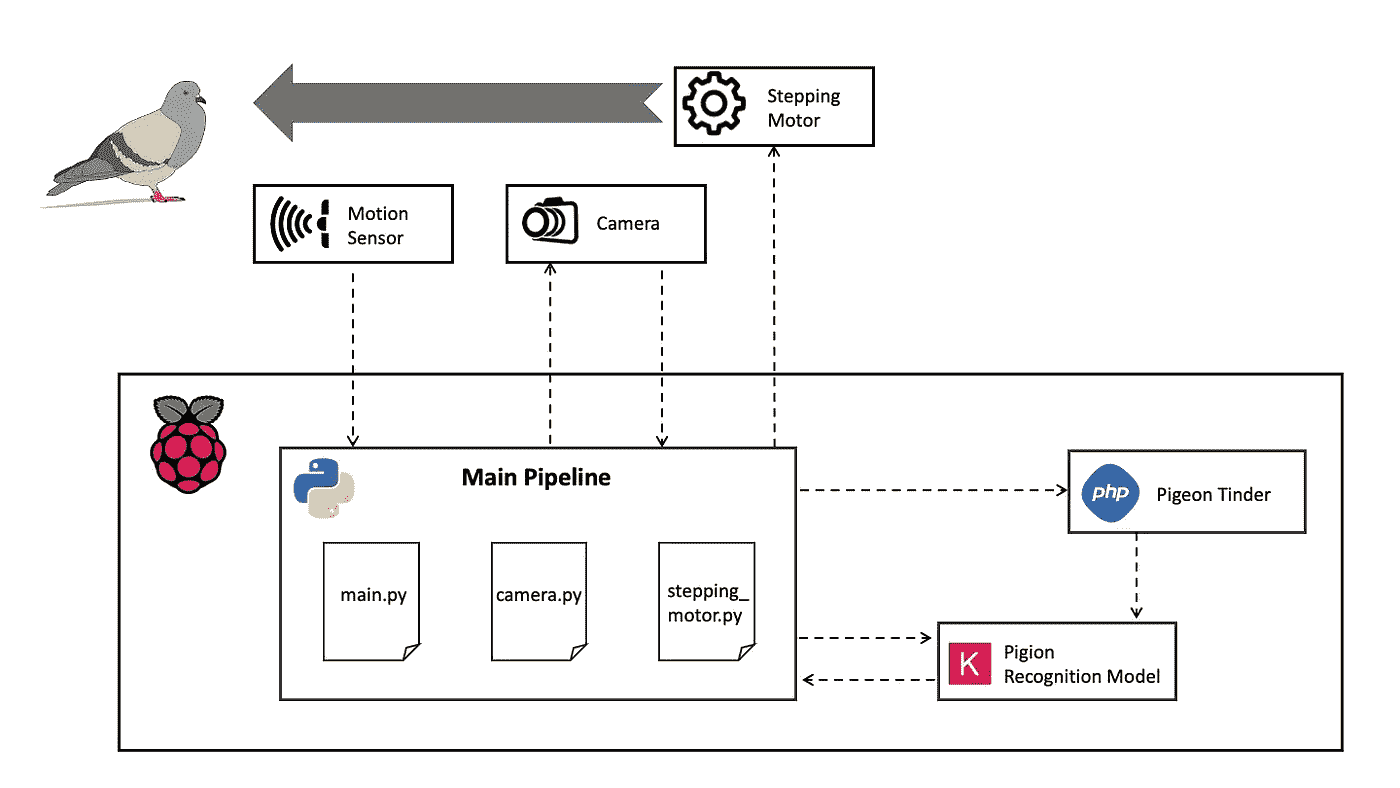 Stepping
Motor
Motion
Sensor
Camera
Main Pipeline
php
Pigeon Tinder
main.py
camera.py
stepping_
motor.py
K
Pigion
Recognition Model